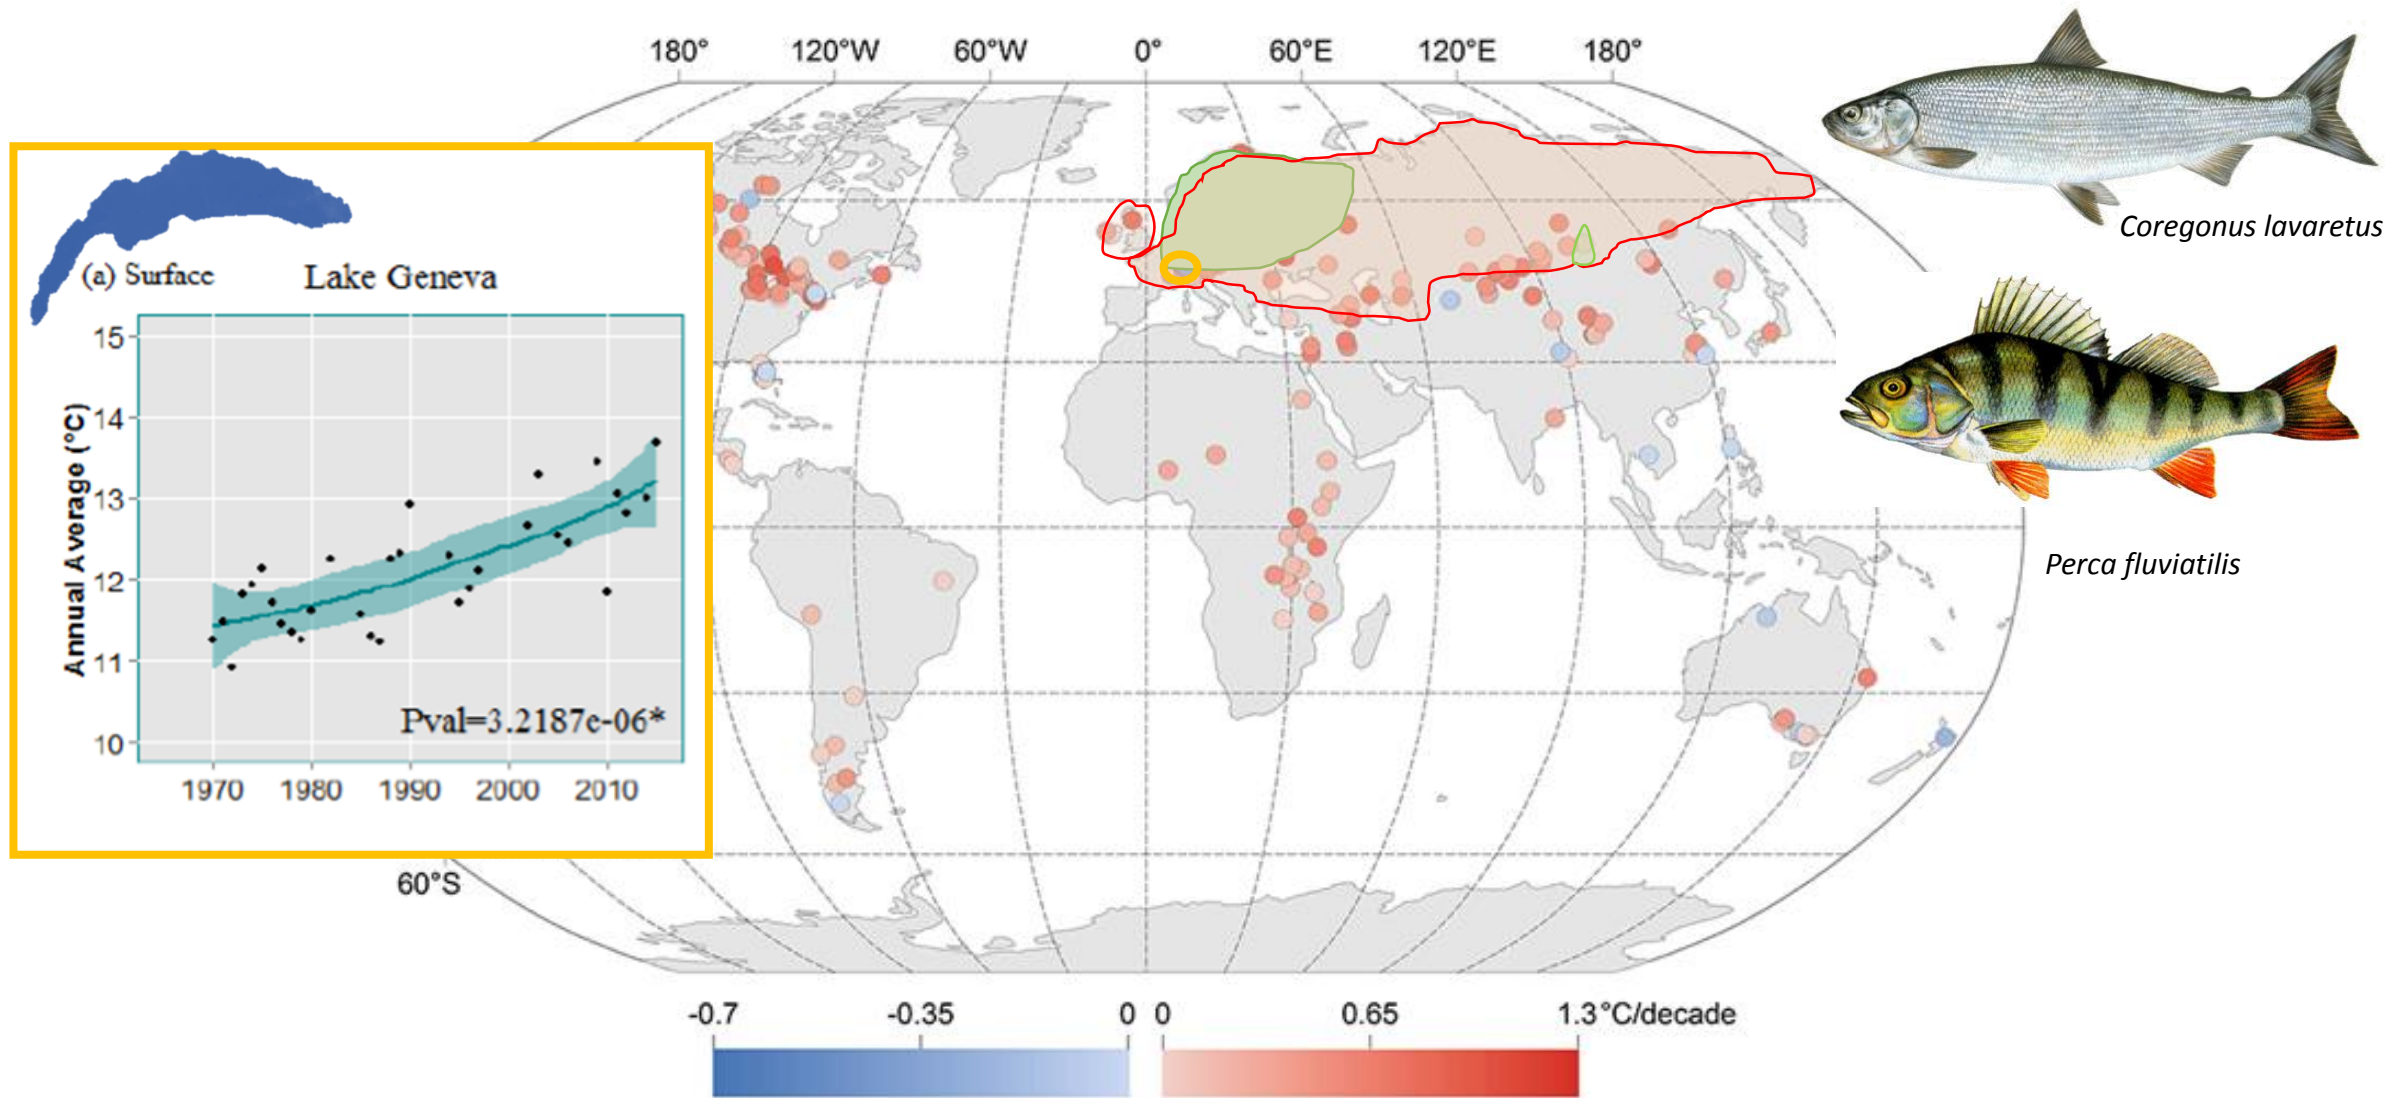 180° 120°W 60°W 0° 60°E 120°E 180°
Coregonus lavaretus
(a) Surface Lake Geneva
15
14
13
12
11
10
Annual Average (°C)
Pval=3.2187e-06*
1970 1980 1990 2000 2010
Perca fluviatilis
60°S
-0.7 -0.35 0 0 0.65 1.3°C/decade